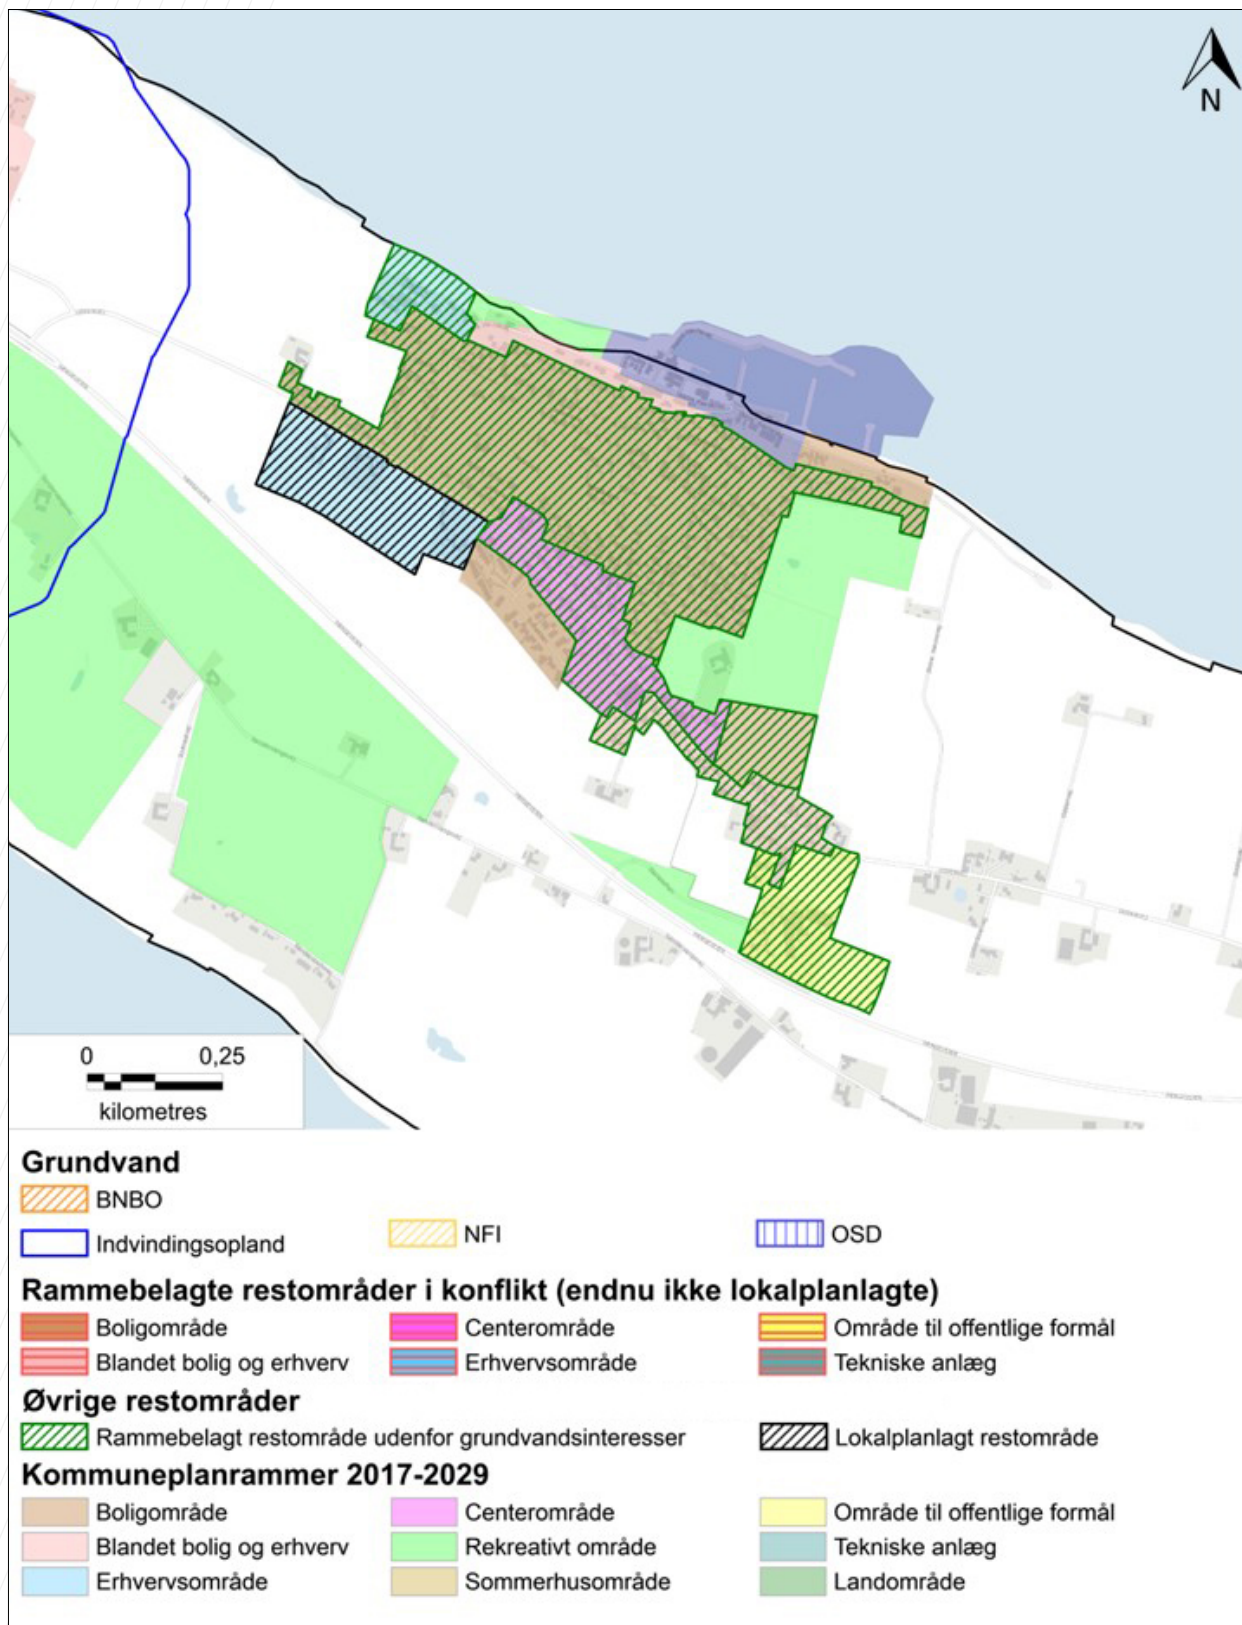 N
0 0,25
kilometres
Grundvand
BNBO
Indvindingsopland
NFI
OSD
Rammebelagte restområder i konflikt (endnu ikke lokalplanlagte)
Boligområde
Centerområde
Område til offentlige formål
Blandet bolig og erhverv
Erhvervsområde
Tekniske anlæg
Øvrige restområder
Rammebelagt restområde udenfor grundvandsinteresser
Lokalplanlagt restområde
Kommuneplanrammer 2017-2029
Boligområde
Centerområde
Område til offentlige formål
Blandet bolig og erhverv
Rekreativt område
Tekniske anlæg
Erhvervsområde
Sommerhusområde
Landområde